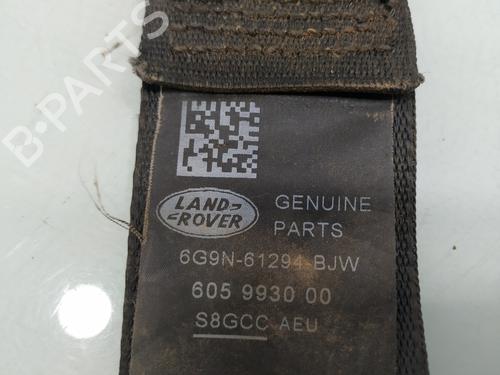 B-PARTS
LAND-
ROVER
GENUINE
PARTS
6G9N-61294-BJW
605 9930 00
S8GCC AEU